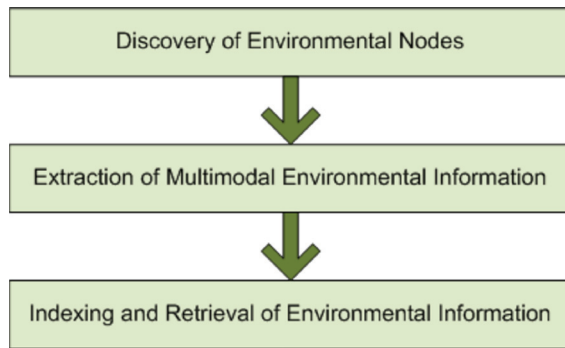 Discovery of Environmental Nodes
Extraction of Multimodal Environmental Information
Indexing and Retrieval of Environmental Information